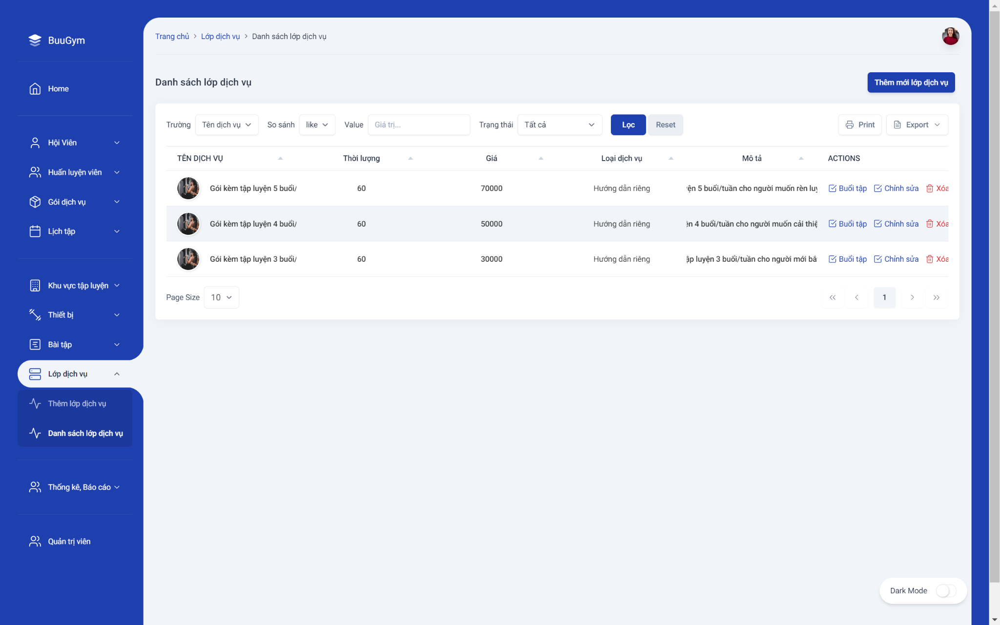 BuuGym
Home
Hội Viên
Huấn luyện viên
Gói dịch vụ
Lịch tập
Khu vực tập luyện
Thiết bị
Bài tập
Lớp dịch vụ
Thêm lớp dịch vụ
Danh sách lớp dịch vụ
Thống kê, Báo cáo
Quản trị viên
Trang chủ > Lớp dịch vụ > Danh sách lớp dịch vụ
Danh sách lớp dịch vụ
Thêm mới lớp dịch vụ
Trường Tên dịch vụ So sánh like Value Giá trị... Trạng thái Tất cả Lọc Reset Print Export
TÊN DỊCH VỤ Thời lượng Giá Loại dịch vụ Mô tả ACTIONS
Gói kèm tập luyện 5 buổi/ 60 70000 Hướng dẫn riêng 5 buổi/tuần cho người muốn rèn Buổi tập Chỉnh sửa Xóa
Gói kèm tập luyện 4 buổi/ 60 50000 Hướng dẫn riêng 4 buổi/tuần cho người muốn cải Buổi tập Chỉnh sửa Xóa
Gói kèm tập luyện 3 buổi/ 60 30000 Hướng dẫn riêng luyện 3 buổi/tuần cho người mới Buổi tập Chỉnh sửa Xóa
Page Size 10
1
Dark Mode